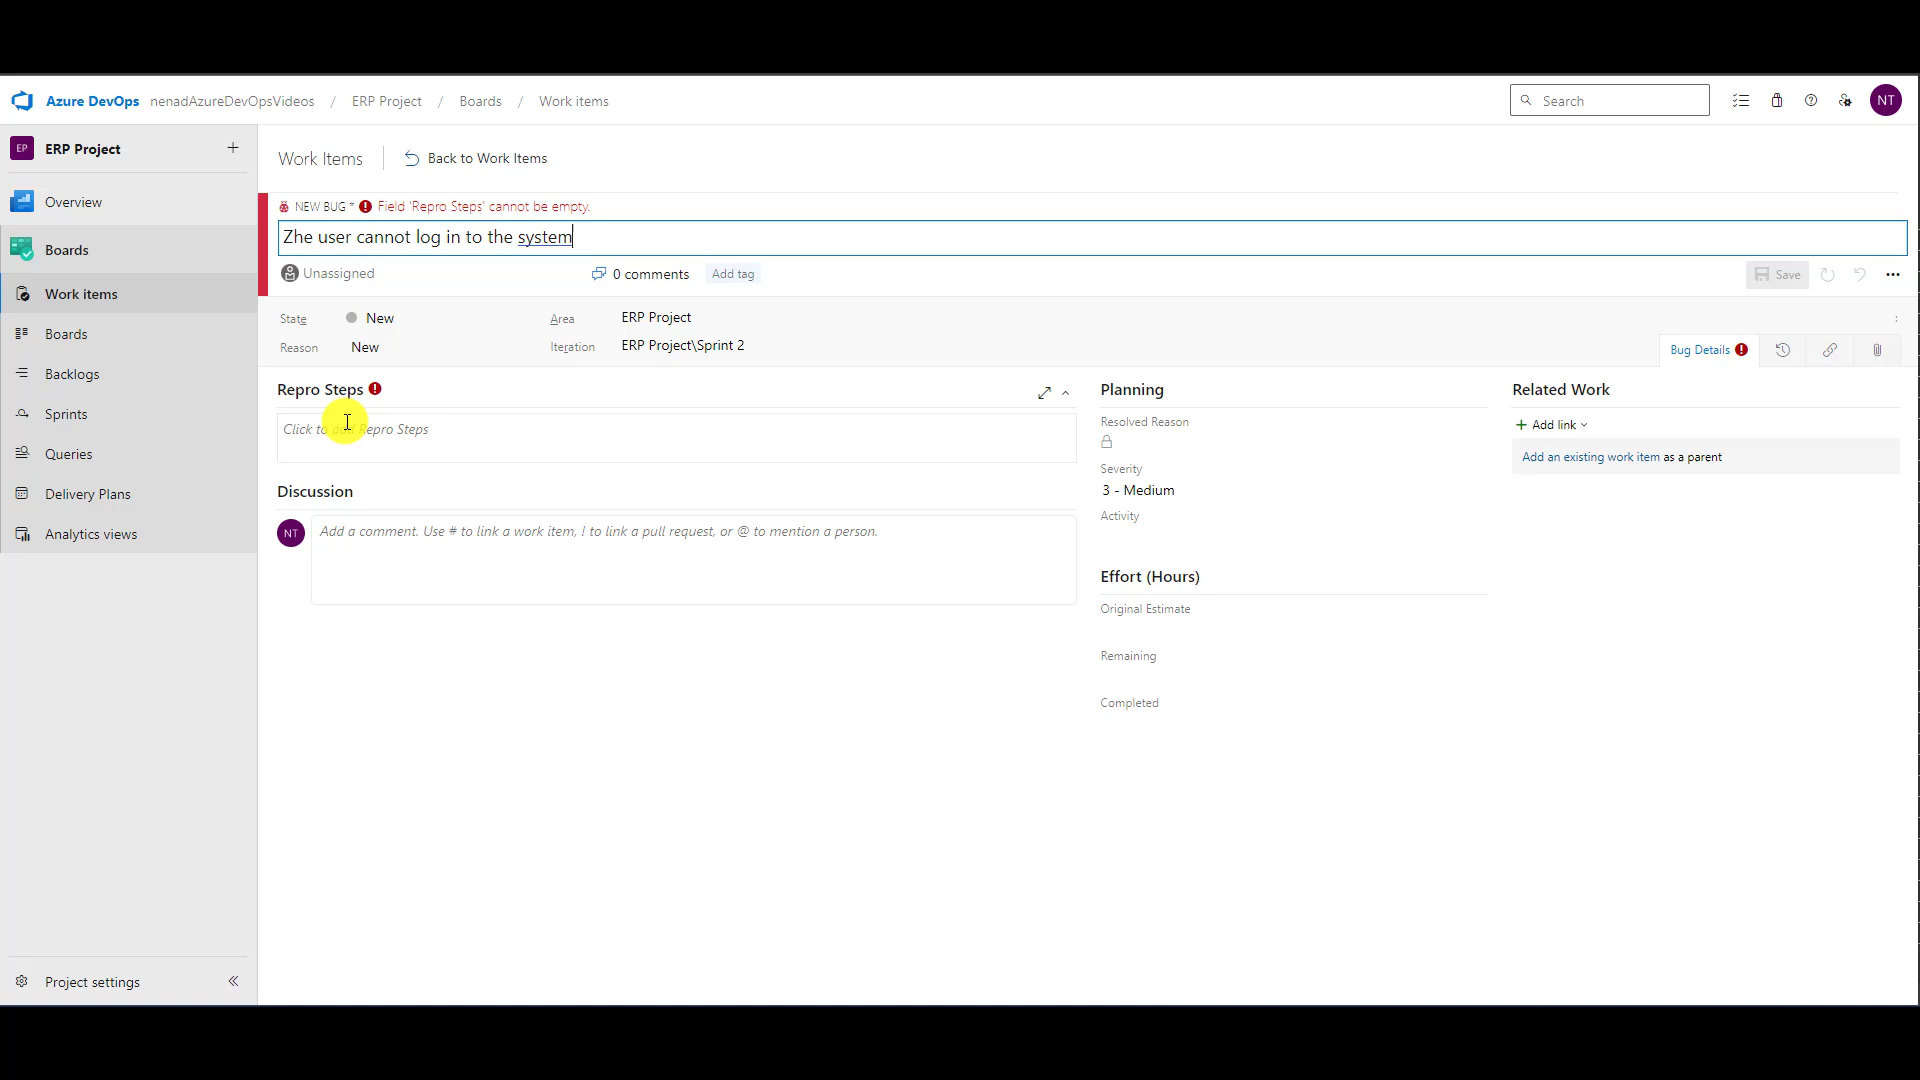 Azure DevOps nenadAzureDevOpsVideos / ERP Project / Boards / Work items
Search
NT
EP ERP Project
Overview
Boards
Work items
Boards
Backlogs
Sprints
Queries
Delivery Plans
Analytics views
Project settings
Work Items
Back to Work Items
NEW BUG * Field 'Repro Steps' cannot be empty.
Zhe user cannot log in to the system
Unassigned
0 comments
Add tag
Save
State New
Area ERP Project
Reason New
Iteration ERP Project\Sprint 2
Bug Details
Repro Steps
Click to add Repro Steps
Discussion
NT
Add a comment. Use # to link a work item, ! to link a pull request, or @ to mention a person.
Planning
Resolved Reason
Severity
3 - Medium
Activity
Effort (Hours)
Original Estimate
Remaining
Completed
Related Work
Add link
Add an existing work item as a parent